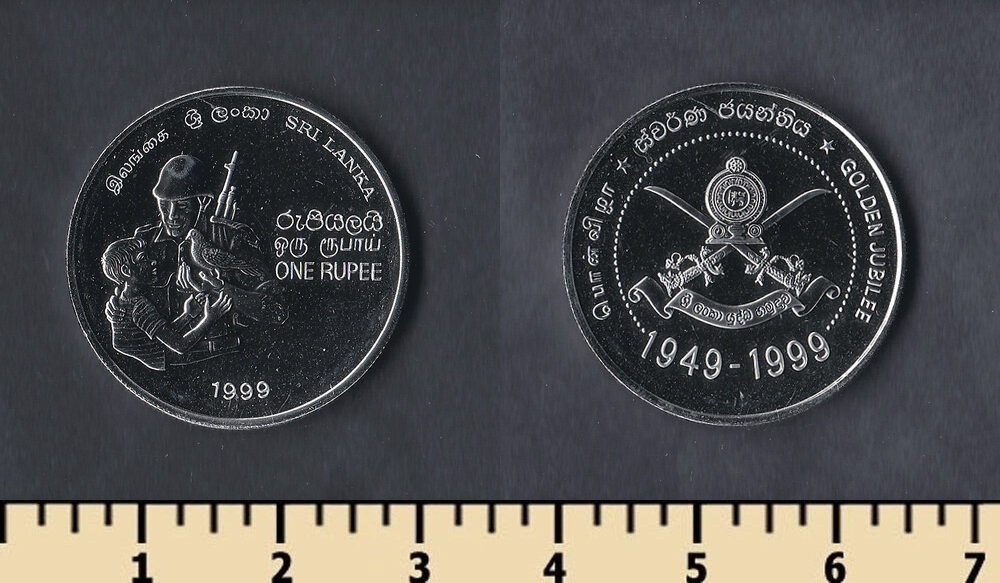 இலங்கை ශ්‍රී ලංකා SRI LANKA
රුපියලයි
ஒரு ரூபாய்
ONE RUPEE
1999
பொன் விழா ★ ස්වර්ණ ජයන්තිය ★ GOLDEN JUBILEE
ශ්‍රී ලංකා යුද්ධ හමුදාව
1949-1999
1 2 3 4 5 6 7